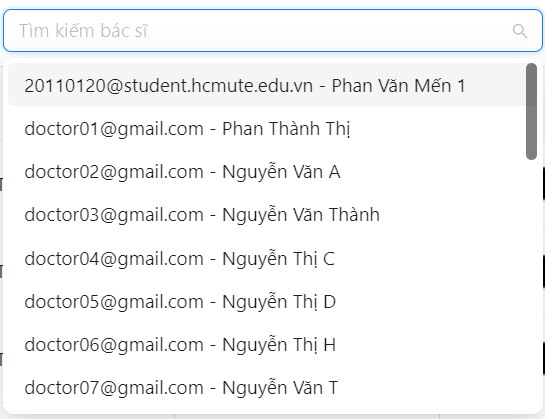 Tìm kiếm bác sĩ
20110120@student.hcmute.edu.vn - Phan Văn Mến 1
doctor01@gmail.com - Phan Thành Thị
doctor02@gmail.com - Nguyễn Văn A
doctor03@gmail.com - Nguyễn Văn Thành
doctor04@gmail.com - Nguyễn Thị C
doctor05@gmail.com - Nguyễn Thị D
doctor06@gmail.com - Nguyễn Thị H
doctor07@gmail.com - Nguyễn Văn T